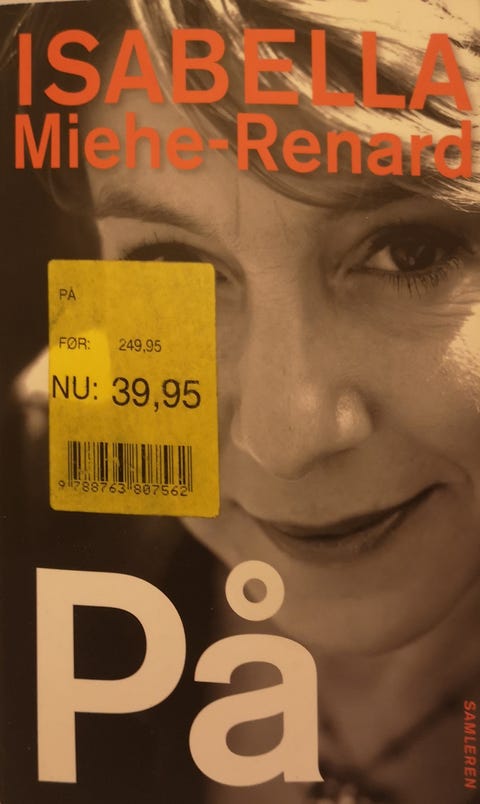 ISABELLA
Miehe-Renard
PÅ
FØR: 249,95
NU: 39,95
9 788763 807562
På
SAMLEREN